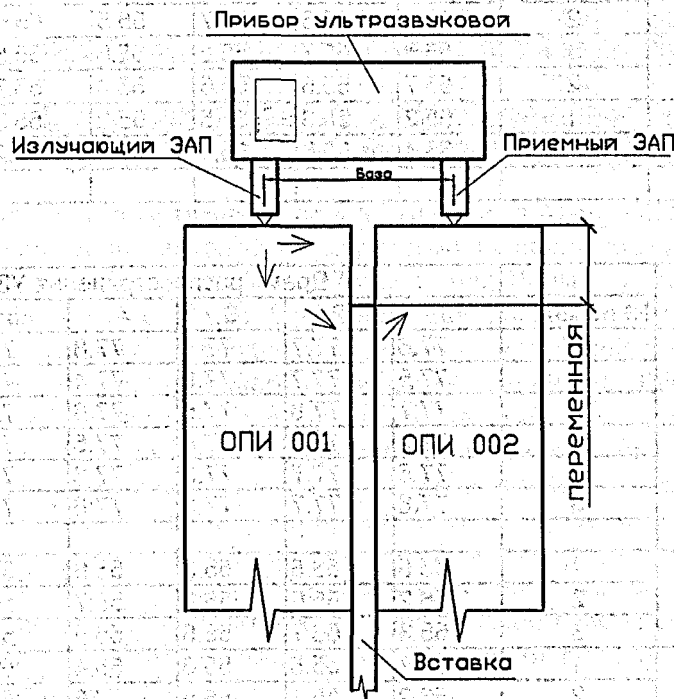 Прибор ультразвуковой
Излучающий ЭАП
Приемный ЭАП
База
ОПИ 001
ОПИ 002
переменная
Вставка